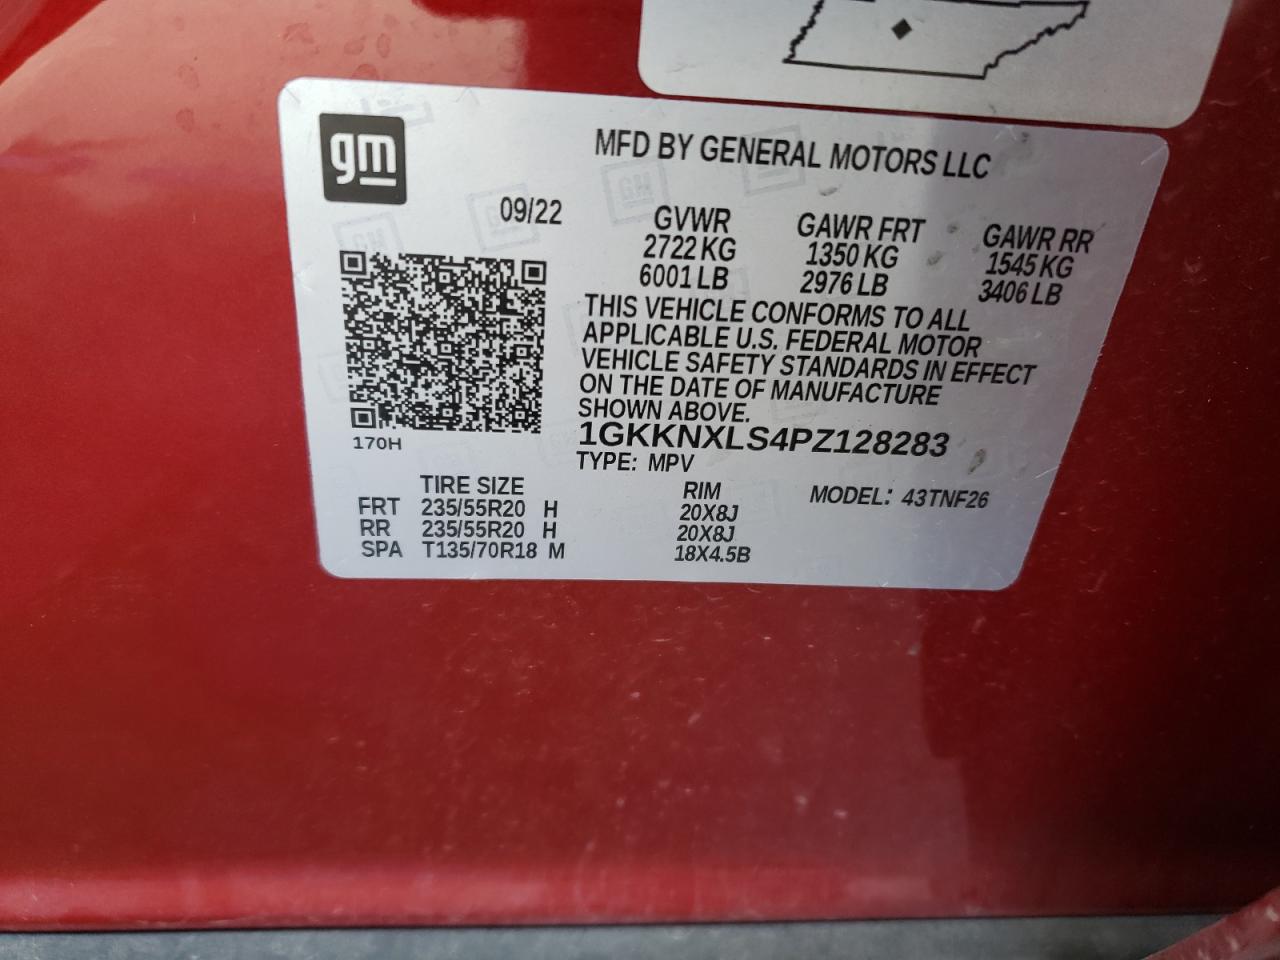 gm
MFD BY GENERAL MOTORS LLC
09/22
GVWR GAWR FRT GAWR RR
2722 KG 1350 KG 1545 KG
6001 LB 2976 LB 3406 LB
THIS VEHICLE CONFORMS TO ALL
APPLICABLE U.S. FEDERAL MOTOR
VEHICLE SAFETY STANDARDS IN EFFECT
ON THE DATE OF MANUFACTURE
SHOWN ABOVE.
1GKKNXLS4PZ128283
170H
TYPE: MPV
MODEL: 43TNF26
TIRE SIZE RIM
FRT 235/55R20 H 20X8J
RR 235/55R20 H 20X8J
SPA T135/70R18 M 18X4.5B